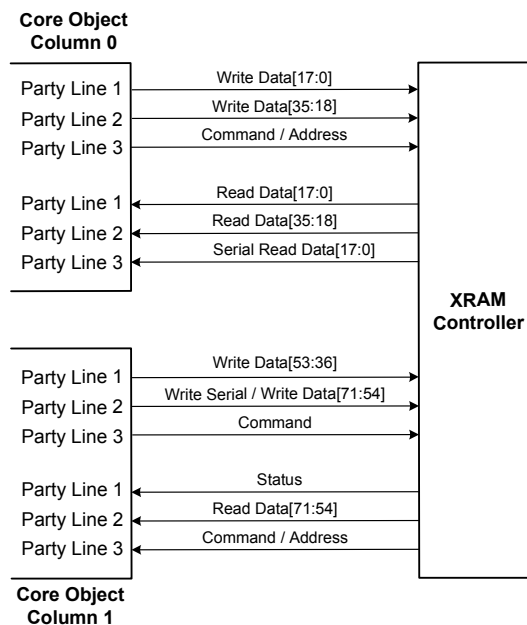 Core Object
Column 0
Party Line 1
Write Data[17:0]
Party Line 2
Write Data[35:18]
Party Line 3
Command / Address
Party Line 1
Read Data[17:0]
Party Line 2
Read Data[35:18]
Party Line 3
Serial Read Data[17:0]
XRAM
Controller
Party Line 1
Write Data[53:36]
Party Line 2
Write Serial / Write Data[71:54]
Party Line 3
Command
Party Line 1
Status
Party Line 2
Read Data[71:54]
Party Line 3
Command / Address
Core Object
Column 1